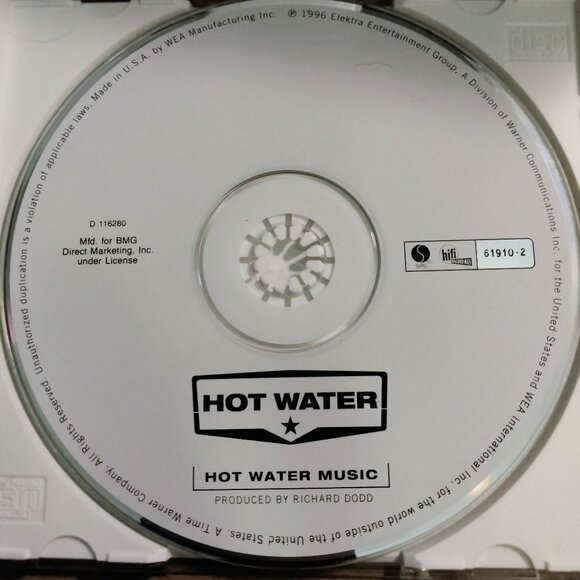 Unauthorized duplication is a violation of applicable laws. Made in U.S.A. by WEA Manufacturing Inc. ℗ 1996 Elektra Entertainment Group, A Division of Warner Communications Inc. for the United States and WEA International Inc. for the world outside of the United States. A Time Warner Company. All Rights Reserved.
D 116280
Mfd. for BMG
Direct Marketing, Inc.
under License
SIRE
hifi
RECORDINGS
61910-2
HOT WATER
HOT WATER MUSIC
PRODUCED BY RICHARD DODD